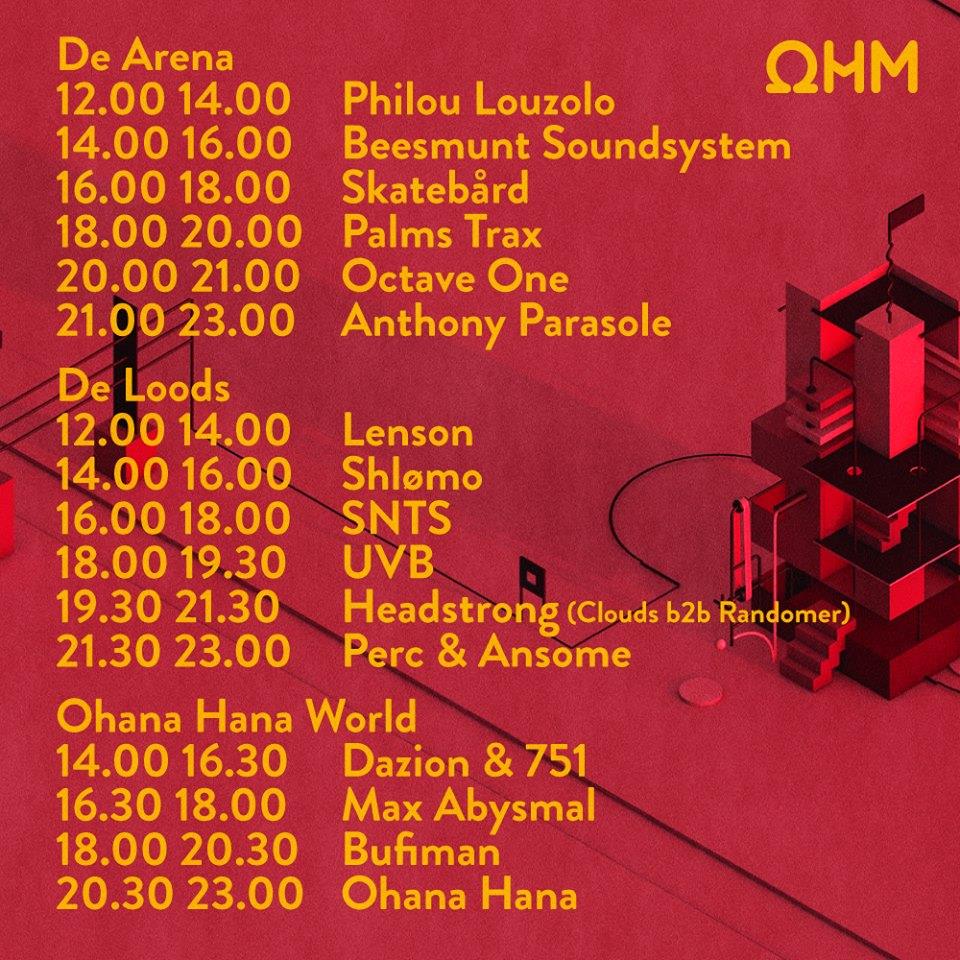 De Arena
ΩHM
12.00 14.00 Philou Louzolo
14.00 16.00 Beesmunt Soundsystem
16.00 18.00 Skatebård
18.00 20.00 Palms Trax
20.00 21.00 Octave One
21.00 23.00 Anthony Parasole
De Loods
12.00 14.00 Lenson
14.00 16.00 Shlømo
16.00 18.00 SNTS
18.00 19.30 UVB
19.30 21.30 Headstrong (Clouds b2b Randomer)
21.30 23.00 Perc & Ansome
Ohana Hana World
14.00 16.30 Dazion & 751
16.30 18.00 Max Abysmal
18.00 20.30 Bufiman
20.30 23.00 Ohana Hana